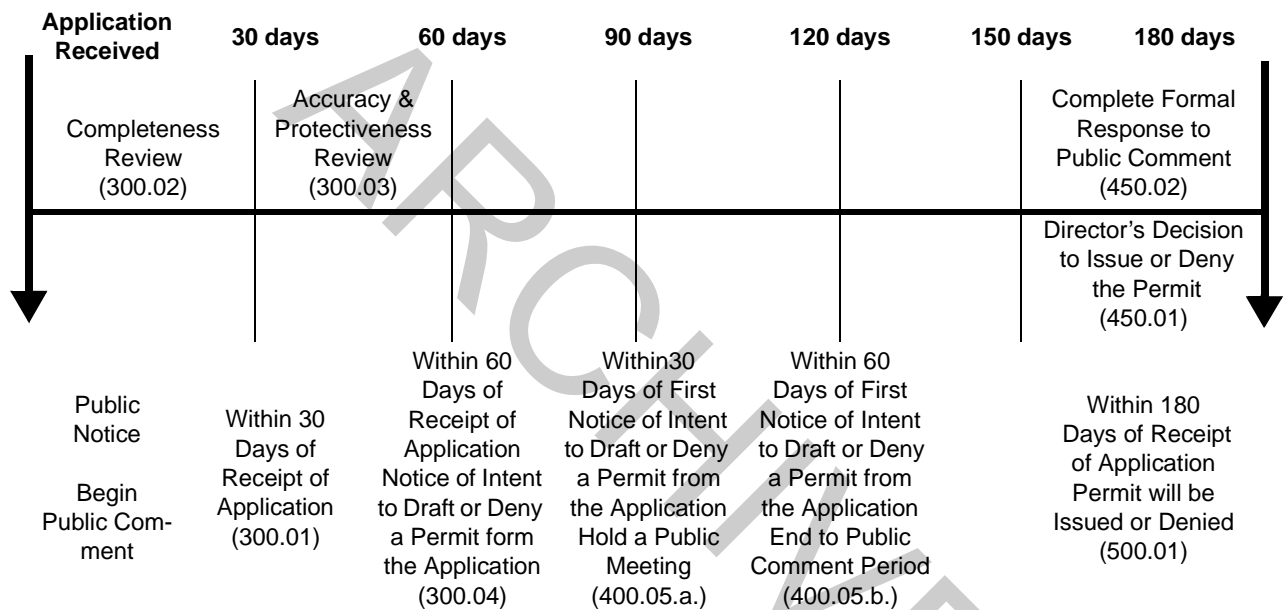 Application
Received
30 days
60 days
90 days
120 days
150 days
180 days
Completeness
Review
(300.02)
Accuracy &
Protectiveness
Review
(300.03)
Complete Formal
Response to
Public Comment
(450.02)
Director’s Decision
to Issue or Deny
the Permit
(450.01)
Public
Notice
Begin
Public Com-
ment
Within 30
Days of
Receipt of
Application
(300.01)
Within 60
Days of
Receipt of
Application
Notice of Intent
to Draft or Deny
a Permit form
the Application
(300.04)
Within30
Days of First
Notice of Intent
to Draft or Deny
a Permit from
the Application
Hold a Public
Meeting
(400.05.a.)
Within 60
Days of First
Notice of Intent
to Draft or Deny
a Permit from
the Application
End to Public
Comment Period
(400.05.b.)
Within 180
Days of Receipt
of Application
Permit will be
Issued or Denied
(500.01)
ARCHIVE